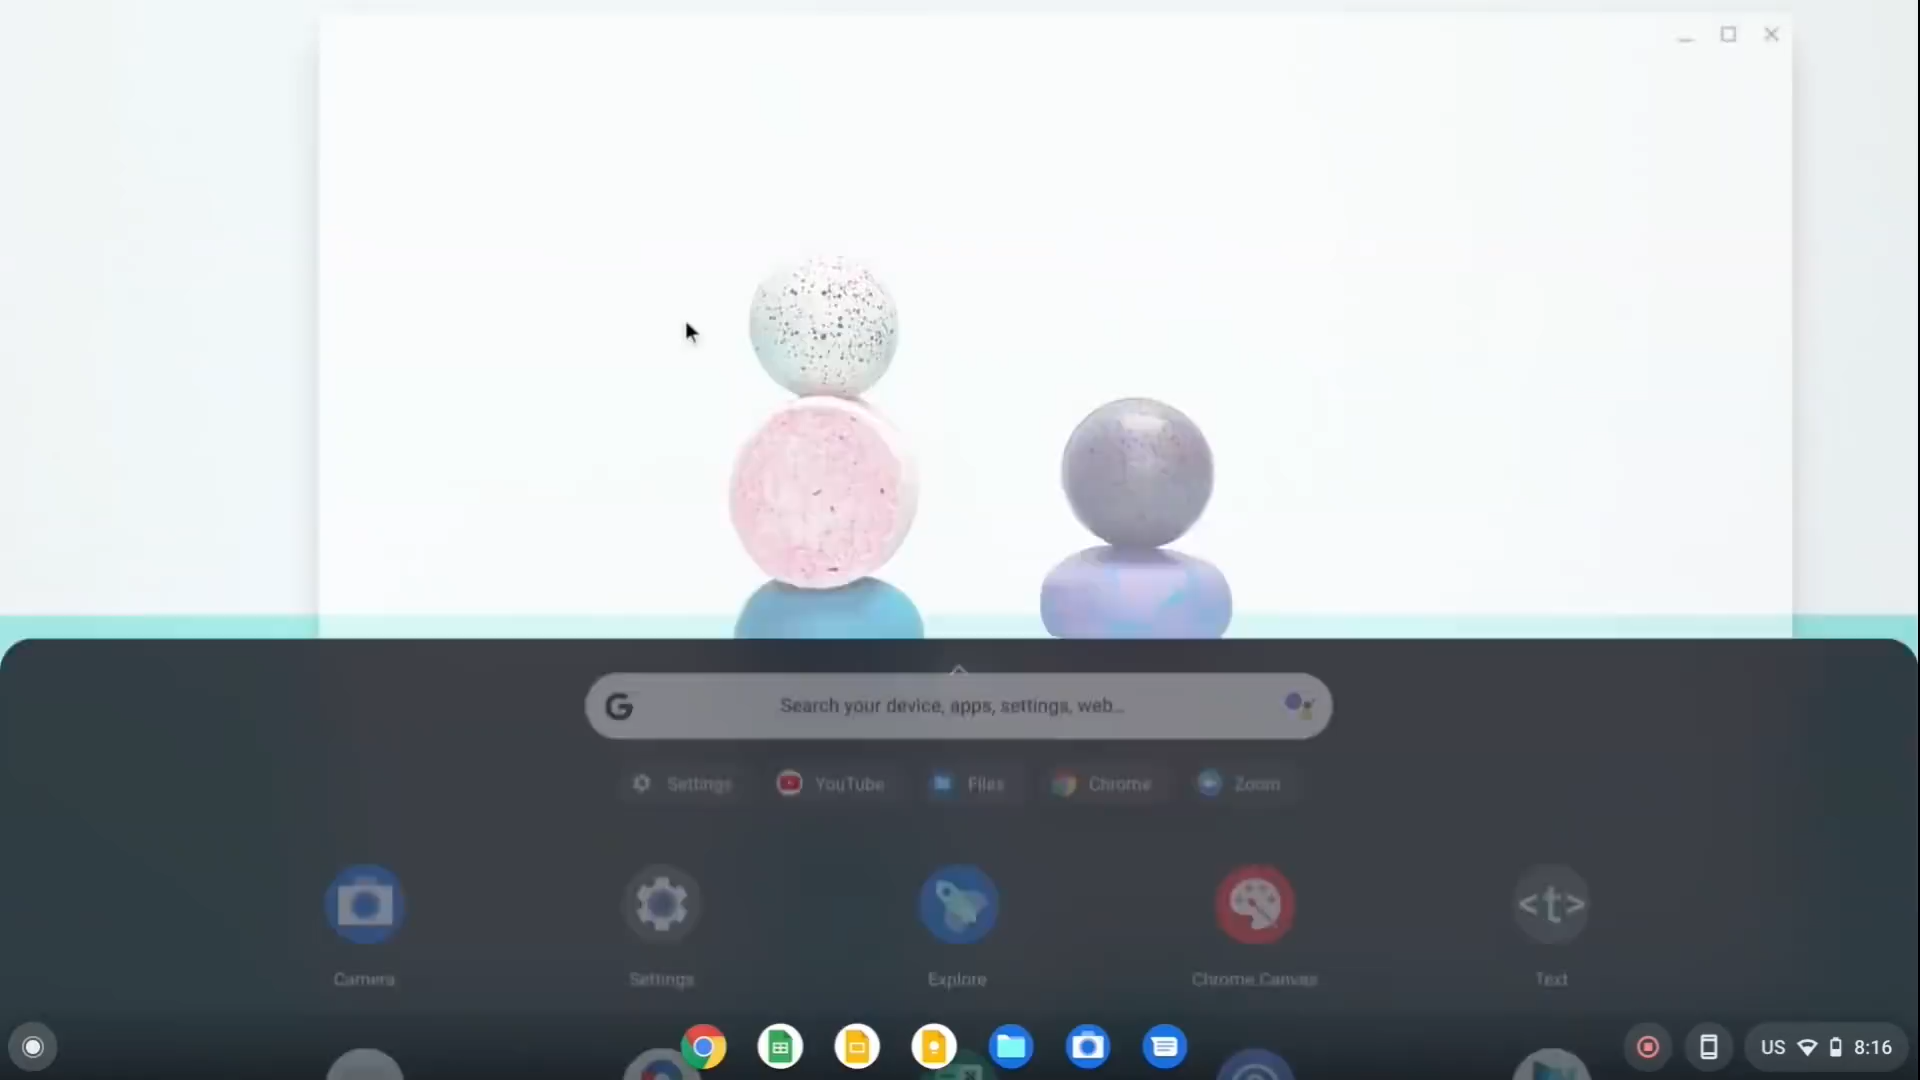 Search your device, apps, settings, web...
Settings YouTube Files Chrome Zoom
Camera Settings Explore Chrome Canvas Text
<t>
US 8:16